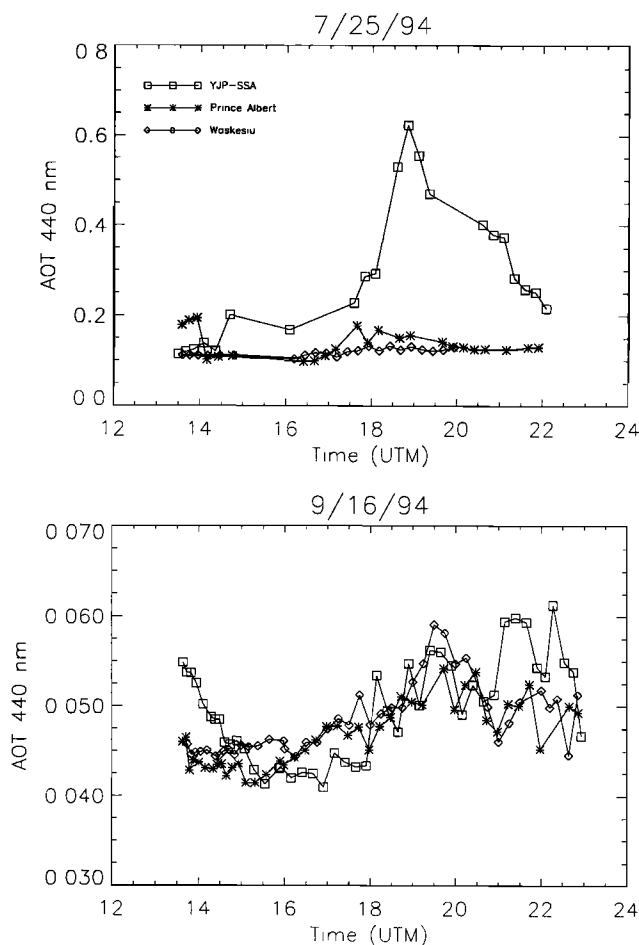 7/25/94
0 8
0.6
0.4
0.2
0 0
AOT 440 nm
YJP-SSA
Prince Albert
Waskesiu
12 14 16 18 20 22 24
Time (UTM)
9/16/94
0 070
0 060
0 050
0 040
0 030
AOT 440 nm
12 14 16 18 20 22 24
Time (UTM)